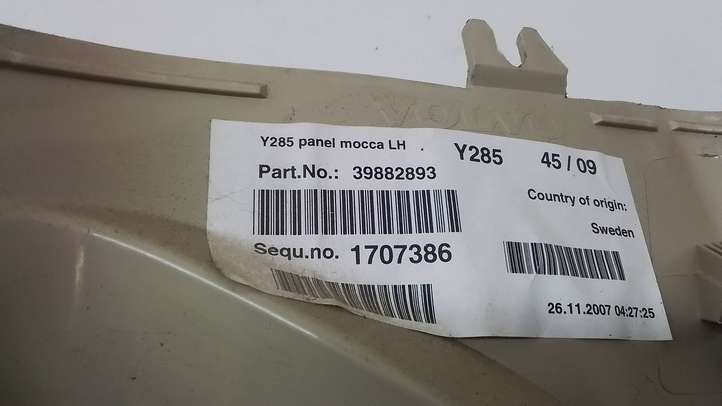 VOLVO
Y285 panel mocca LH . Y285 45 / 09
Part.No.: 39882893
Country of origin:
Sweden
Sequ.no. 1707386
26.11.2007 04:27:25